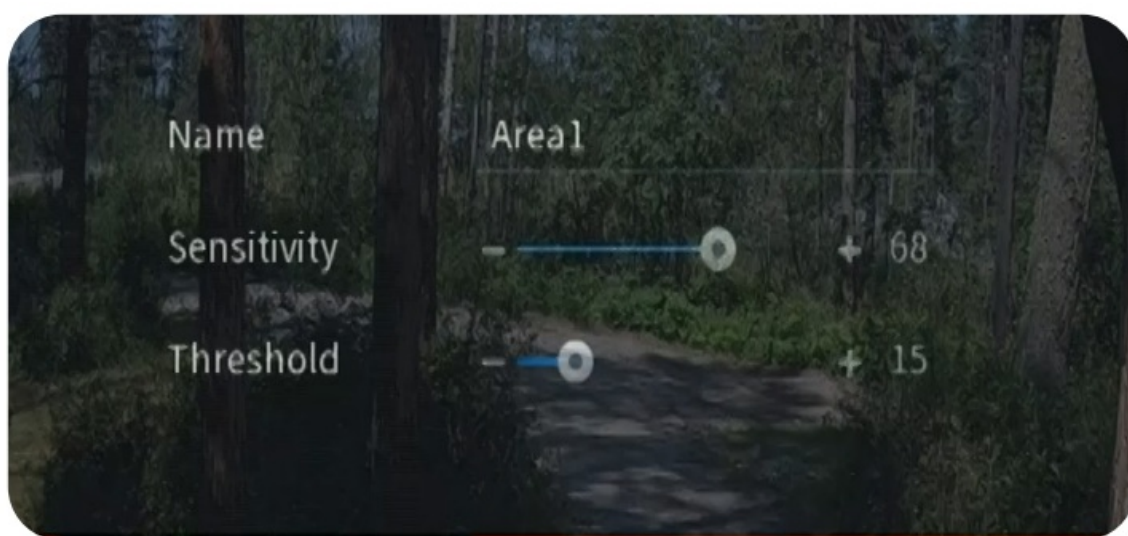 Name Area1
Sensitivity - + 68
Threshold - + 15